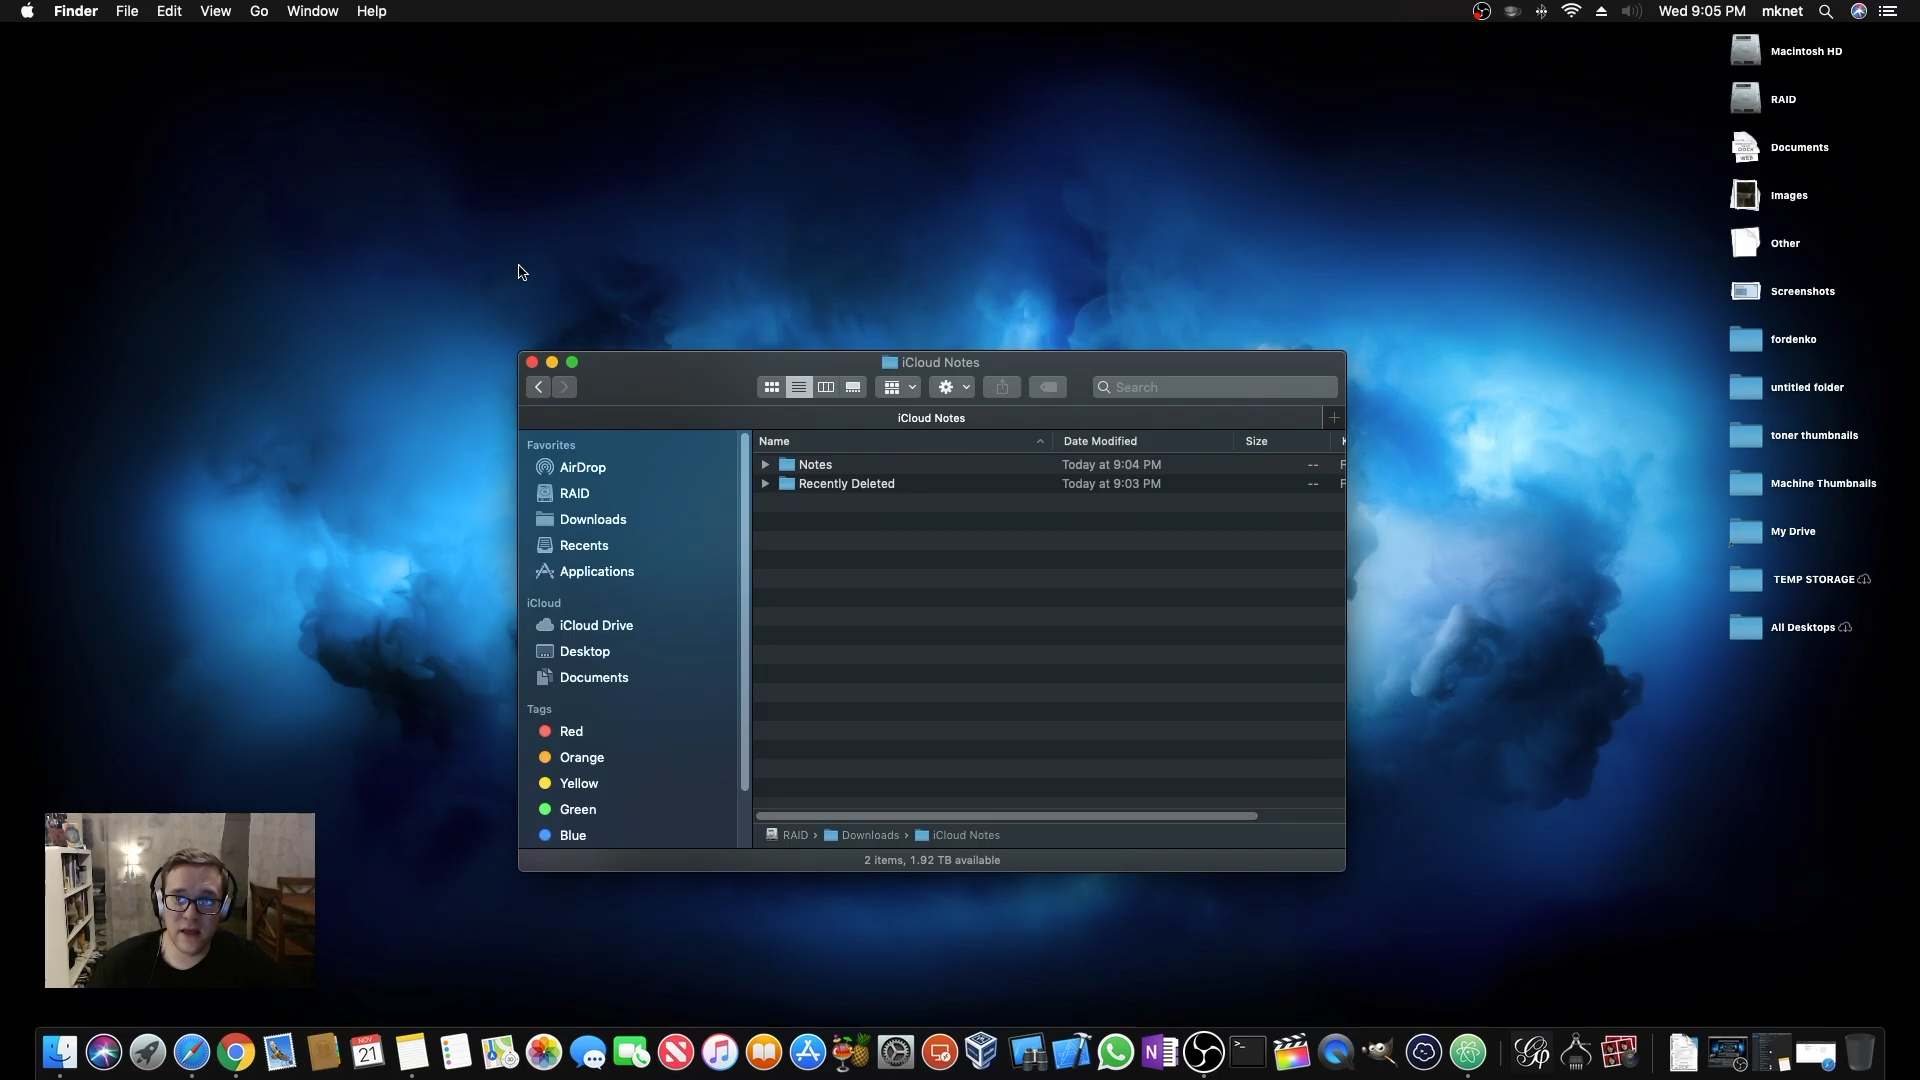 Finder File Edit View Go Window Help
Wed 9:05 PM mknet
Macintosh HD
RAID
Documents
Images
Other
Screenshots
fordenko
untitled folder
toner thumbnails
Machine Thumbnails
My Drive
TEMP STORAGE
All Desktops
iCloud Notes
Search
iCloud Notes
Favorites
AirDrop
RAID
Downloads
Recents
Applications
iCloud
iCloud Drive
Desktop
Documents
Tags
Red
Orange
Yellow
Green
Blue
Name Date Modified Size
Notes Today at 9:04 PM --
Recently Deleted Today at 9:03 PM --
RAID › Downloads › iCloud Notes
2 items, 1.92 TB available
NOV
21